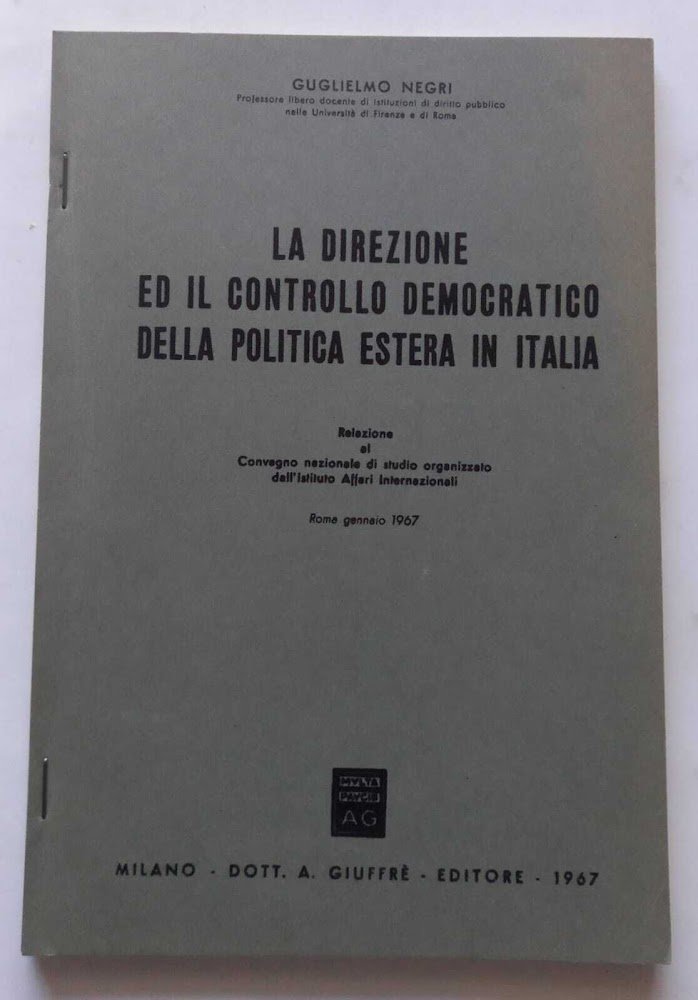 GUGLIELMO NEGRI
Professore libero docente di istituzioni di diritto pubblico
nelle Università di Firenze e di Roma
LA DIREZIONE
ED IL CONTROLLO DEMOCRATICO
DELLA POLITICA ESTERA IN ITALIA
Relazione
al
Convegno nazionale di studio organizzato
dall'Istituto Affari Internazionali
Roma gennaio 1967
MVLTA
PAVCIS
AG
MILANO - DOTT. A. GIUFFRÈ - EDITORE - 1967